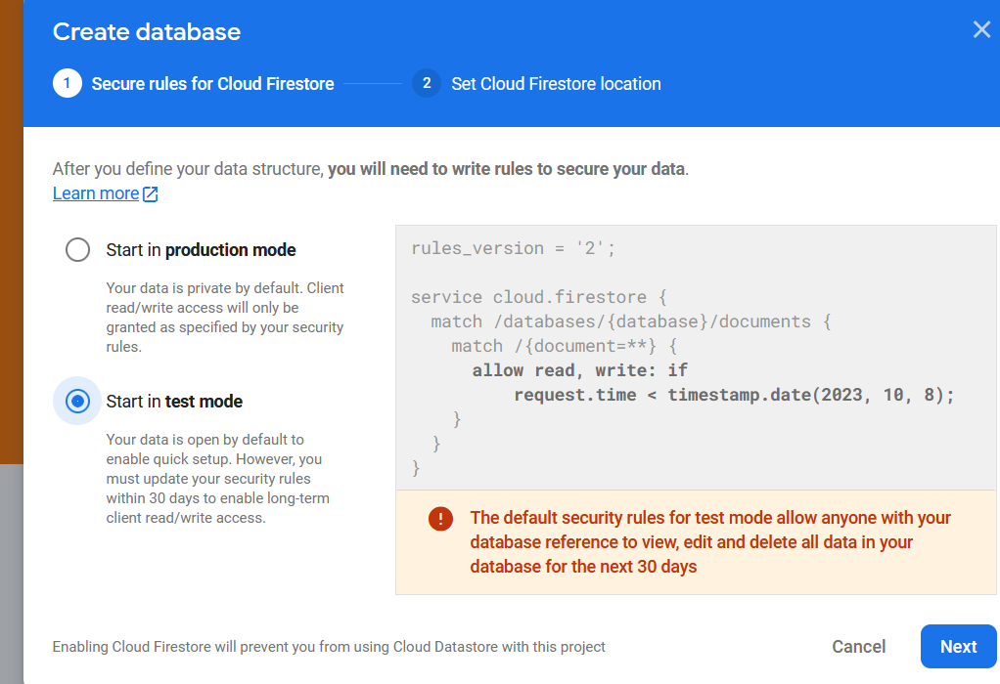 Create database
1 Secure rules for Cloud Firestore 2 Set Cloud Firestore location
After you define your data structure, you will need to write rules to secure your data.
Learn more
Start in production mode
Your data is private by default. Client
read/write access will only be
granted as specified by your security
rules.
Start in test mode
Your data is open by default to
enable quick setup. However, you
must update your security rules
within 30 days to enable long-term
client read/write access.
rules_version = '2';
service cloud.firestore {
  match /databases/{database}/documents {
    match /{document=**} {
      allow read, write: if
          request.time < timestamp.date(2023, 10, 8);
    }
  }
}
! The default security rules for test mode allow anyone with your
database reference to view, edit and delete all data in your
database for the next 30 days
Enabling Cloud Firestore will prevent you from using Cloud Datastore with this project
Cancel Next